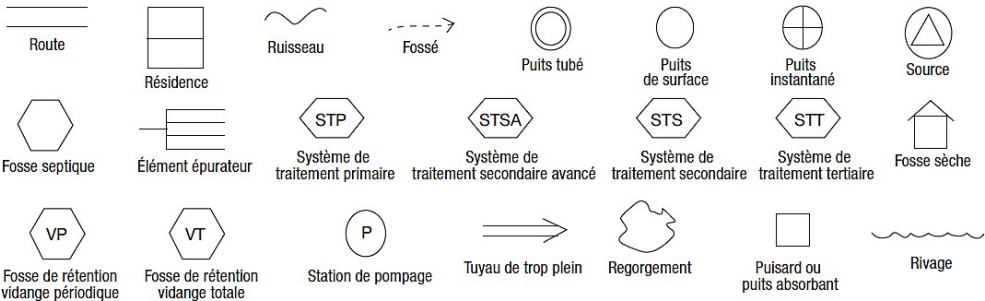 Route
Résidence
Ruisseau
Fossé
Puits tubé
Puits
de surface
Puits
instantané
Source
Fosse septique
Élément épurateur
STP
Système de
traitement primaire
STSA
Système de
traitement secondaire avancé
STS
Système de
traitement secondaire
STT
Système de
traitement tertiaire
Fosse sèche
VP
Fosse de rétention
vidange périodique
VT
Fosse de rétention
vidange totale
P
Station de pompage
Tuyau de trop plein
Regorgement
Puisard ou
puits absorbant
Rivage